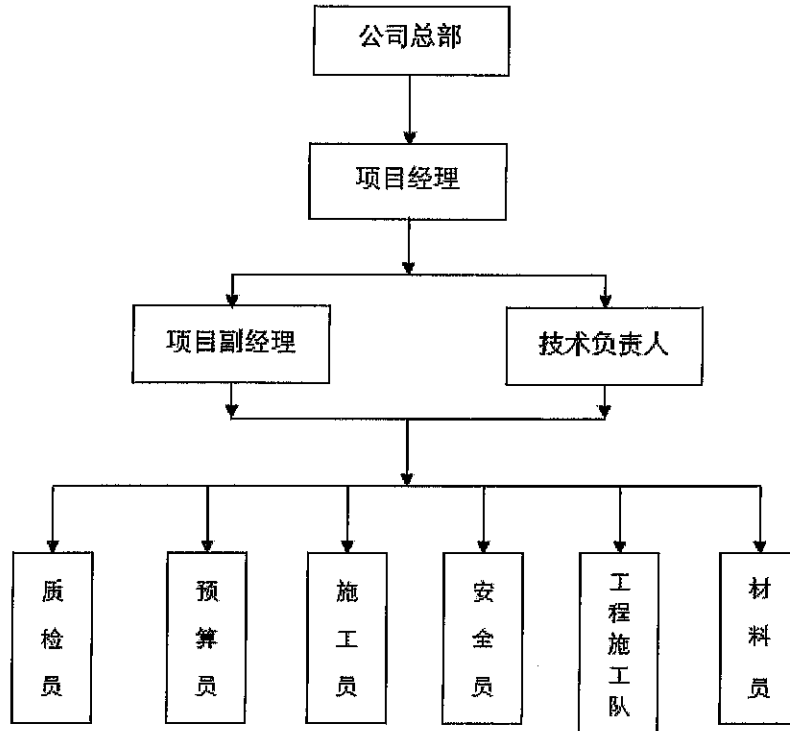 公司总部
项目经理
项目副经理
技术负责人
质检员
预算员
施工员
安全员
工程施工队
材料员